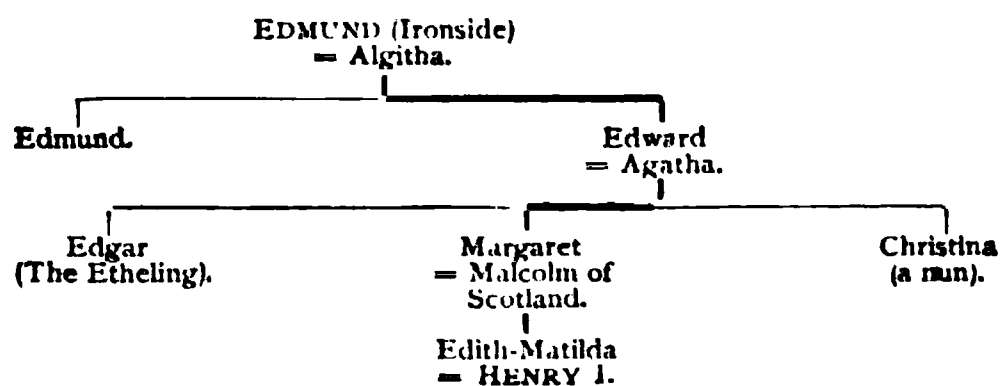 EDMUND (Ironside)
= Algitha.
Edmund.
Edward
= Agatha.
Edgar
(The Etheling).
Margaret
= Malcolm of
Scotland.
Christina
(a nun).
Edith-Matilda
= HENRY I.